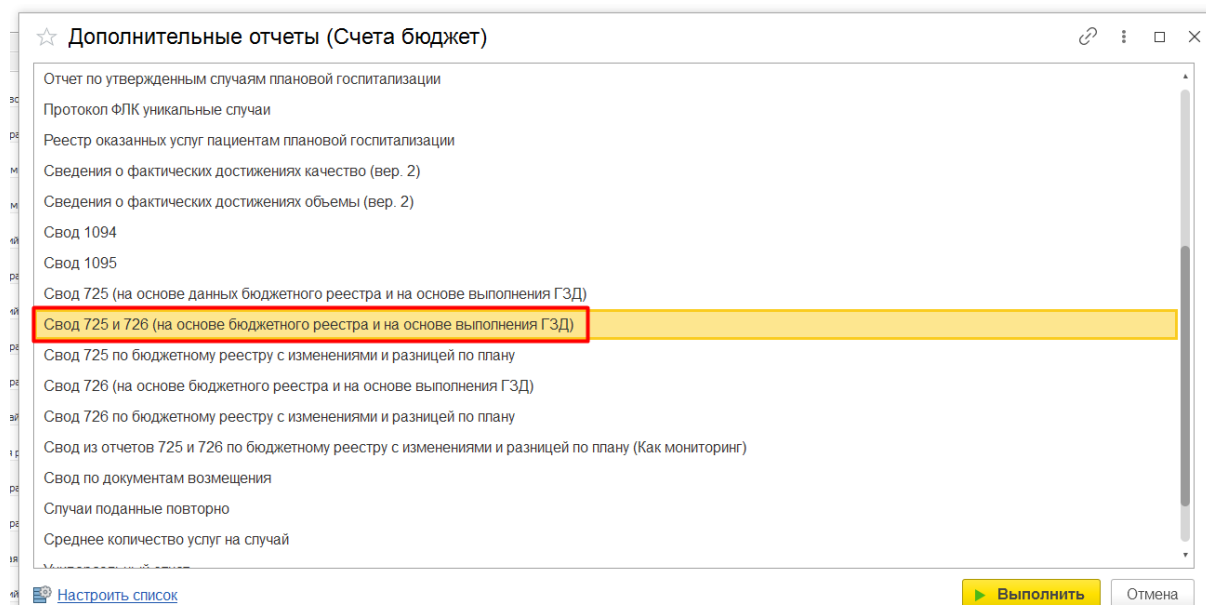 Дополнительные отчеты (Счета бюджет)
Отчет по утвержденным случаям плановой госпитализации
Протокол ФЛК уникальные случаи
Реестр оказанных услуг пациентам плановой госпитализации
Сведения о фактических достижениях качество (вер. 2)
Сведения о фактических достижениях объемы (вер. 2)
Свод 1094
Свод 1095
Свод 725 (на основе данных бюджетного реестра и на основе выполнения ГЗД)
Свод 725 и 726 (на основе бюджетного реестра и на основе выполнения ГЗД)
Свод 725 по бюджетному реестру с изменениями и разницей по плану
Свод 726 (на основе бюджетного реестра и на основе выполнения ГЗД)
Свод 726 по бюджетному реестру с изменениями и разницей по плану
Свод из отчетов 725 и 726 по бюджетному реестру с изменениями и разницей по плану (Как мониторинг)
Свод по документам возмещения
Случаи поданные повторно
Среднее количество услуг на случай
Настроить список
Выполнить
Отмена